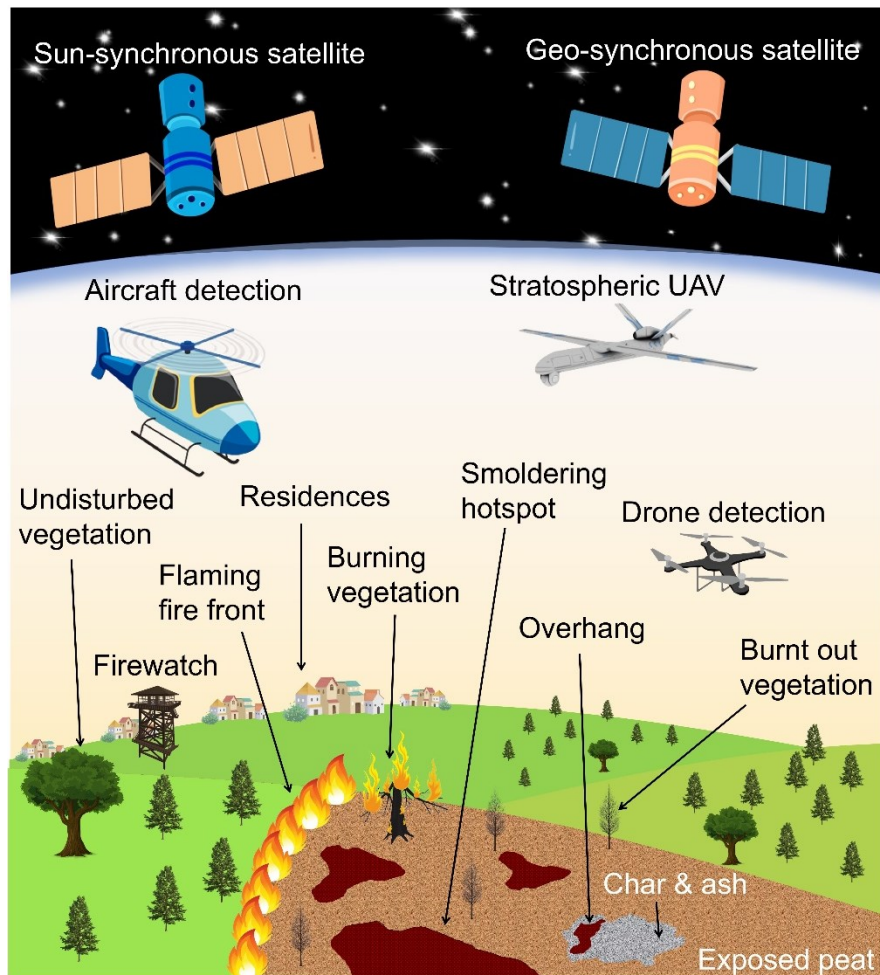 Sun-synchronous satellite
Geo-synchronous satellite
Aircraft detection
Stratospheric UAV
Undisturbed
vegetation
Residences
Smoldering
hotspot
Drone detection
Flaming
fire front
Burning
vegetation
Overhang
Firewatch
Burnt out
vegetation
Char & ash
Exposed peat